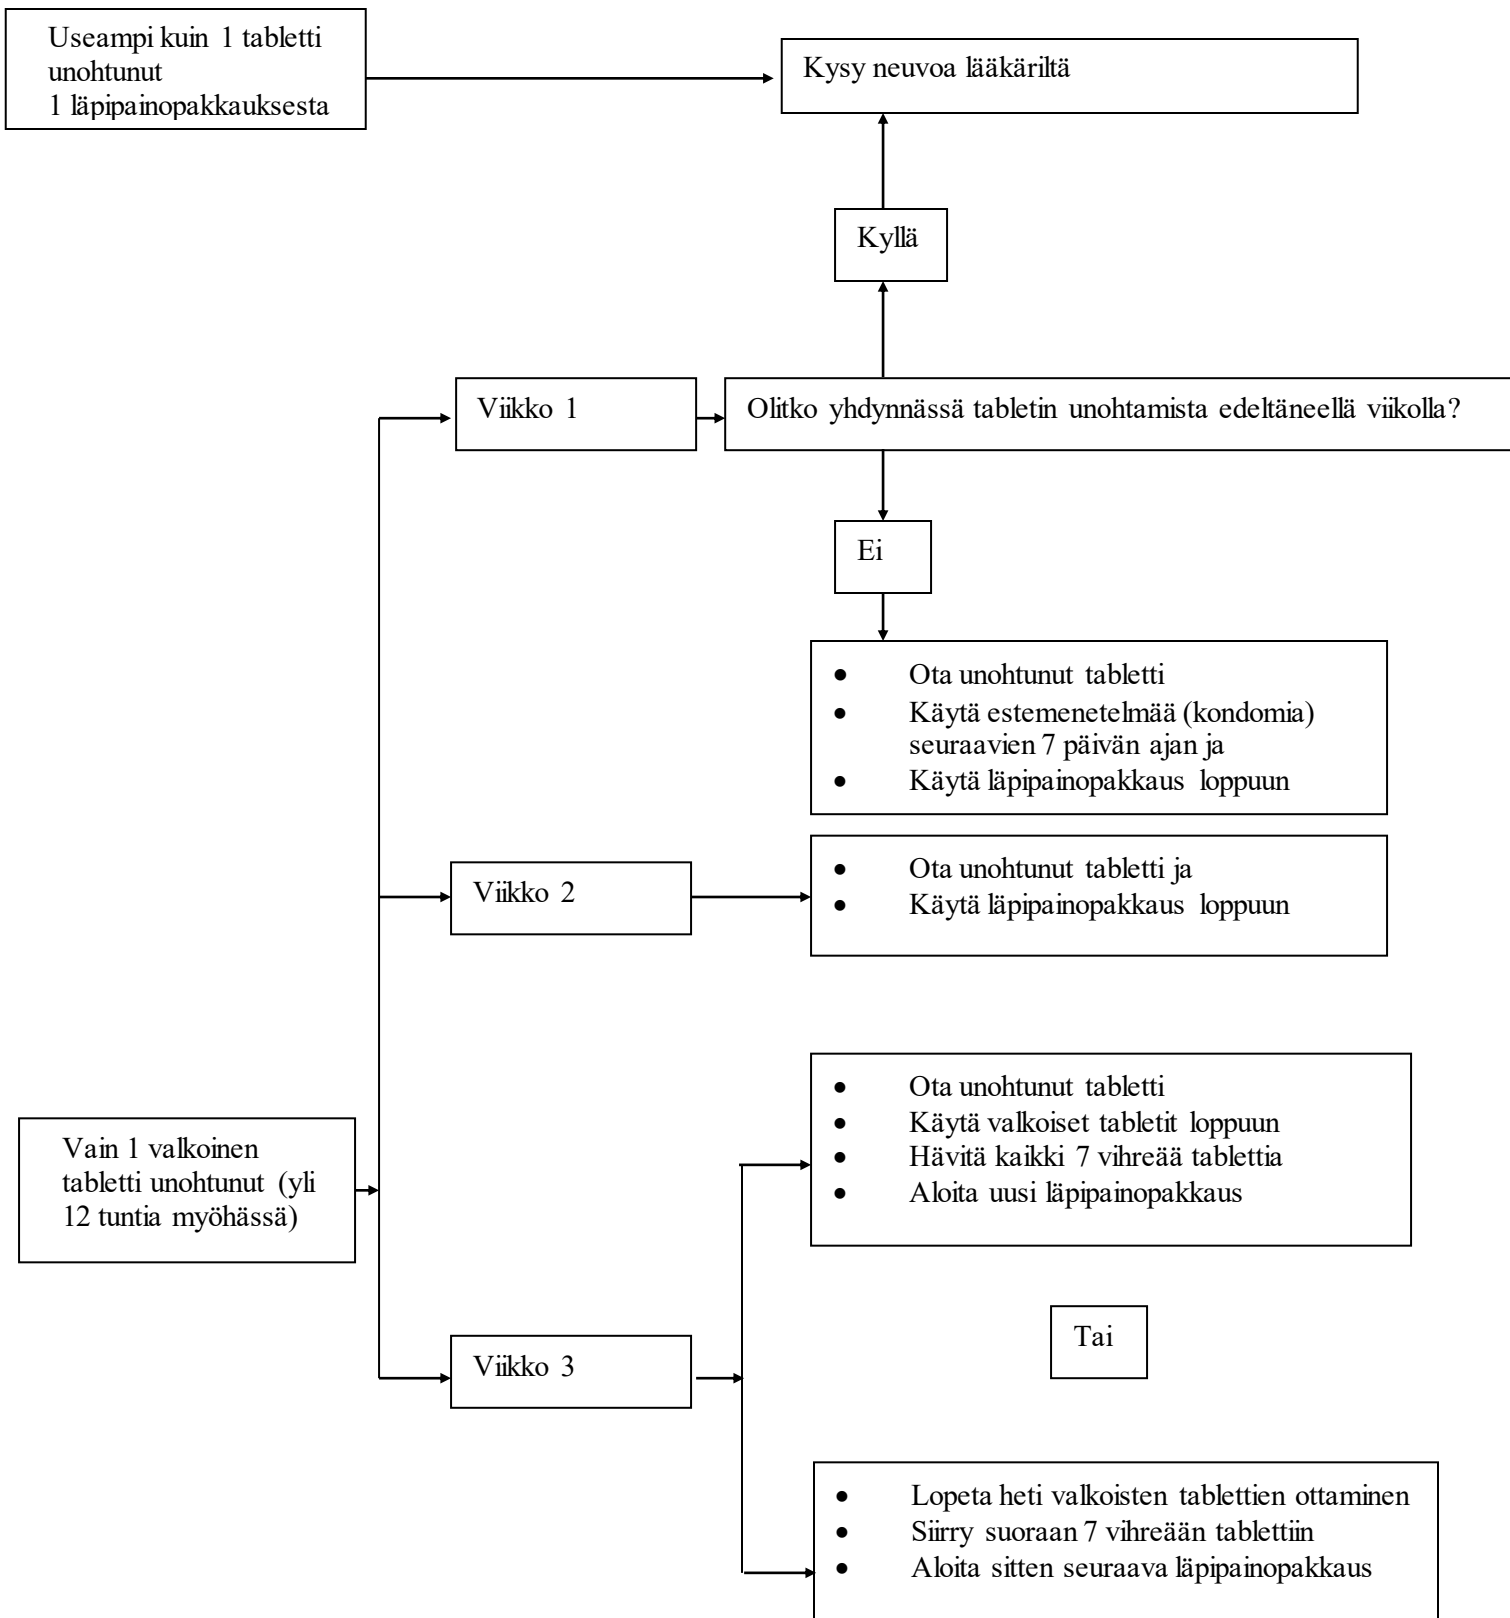 Useampi kuin 1 tabletti
unohtunut
1 läpipainopakkauksesta
Kysy neuvoa lääkäriltä
Kyllä
Viikko 1
Olitko yhdynnässä tabletin unohtamista edeltäneellä viikolla?
Ei
• Ota unohtunut tabletti
• Käytä estemenetelmää (kondomia)
seuraavien 7 päivän ajan ja
• Käytä läpipainopakkaus loppuun
Viikko 2
• Ota unohtunut tabletti ja
• Käytä läpipainopakkaus loppuun
Vain 1 valkoinen
tabletti unohtunut (yli
12 tuntia myöhässä)
• Ota unohtunut tabletti
• Käytä valkoiset tabletit loppuun
• Hävitä kaikki 7 vihreää tablettia
• Aloita uusi läpipainopakkaus
Tai
Viikko 3
• Lopeta heti valkoisten tablettien ottaminen
• Siirry suoraan 7 vihreään tablettiin
• Aloita sitten seuraava läpipainopakkaus